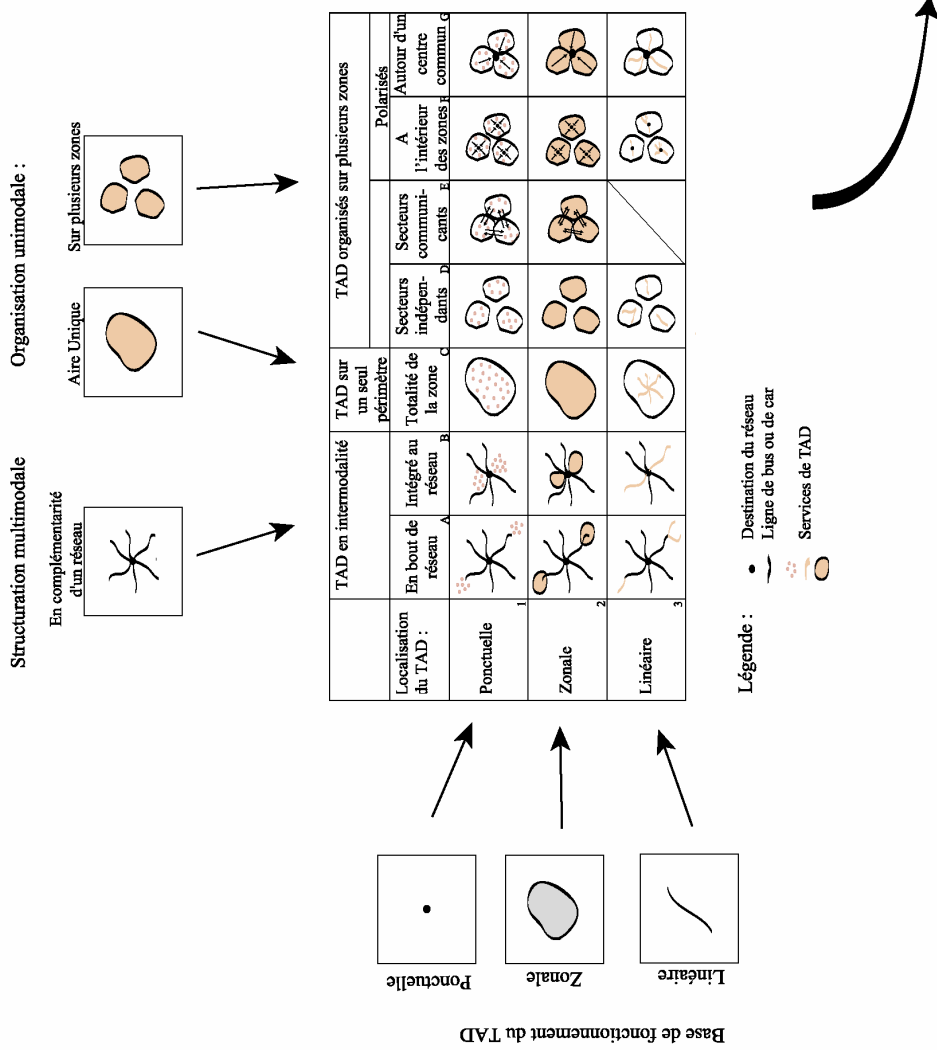 Structuration multimodale
Organisation unimodale :
En complémentarité
d'un réseau
Aire Unique
Sur plusieurs zones
TAD en intermodalité
TAD sur
un seul
périmètre
TAD organisés sur plusieurs zones
Polarisés
Localisation
du TAD :
En bout de
réseau
A
Intégré au
réseau
B
Totalité de
la zone
C
Secteurs
indépen-
dants
D
Secteurs
communi-
cants
E
A
l'intérieur
des zones
F
Autour d'un
centre
commun
G
Ponctuelle
1
Zonale
2
Linéaire
3
Base de fonctionnement du TAD
Ponctuelle
Zonale
Linéaire
Légende :
Destination du réseau
Ligne de bus ou de car
Services de TAD